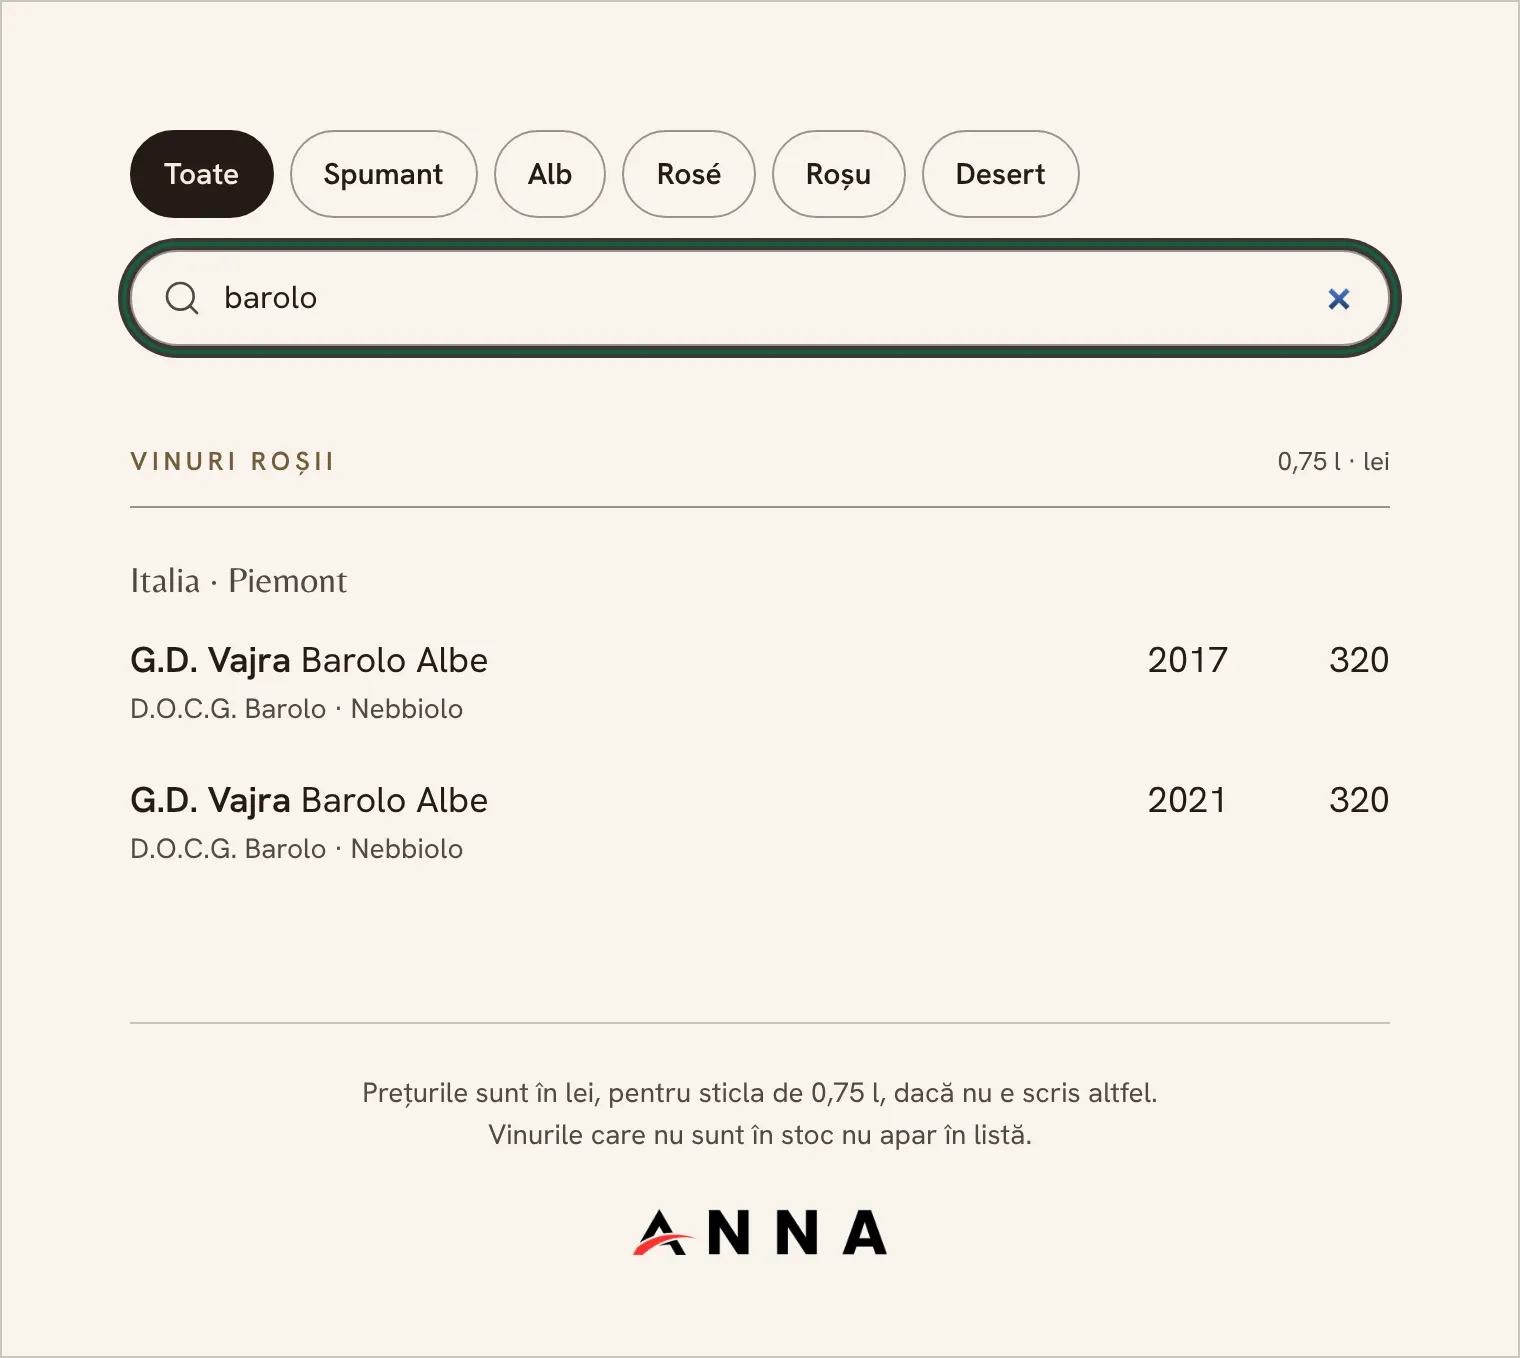 Toate Spumant Alb Rosé Roșu Desert
barolo
VINURI ROȘII 0,75 l · lei
Italia · Piemont
G.D. Vajra Barolo Albe 2017 320
D.O.C.G. Barolo · Nebbiolo
G.D. Vajra Barolo Albe 2021 320
D.O.C.G. Barolo · Nebbiolo
Prețurile sunt în lei, pentru sticla de 0,75 l, dacă nu e scris altfel.
Vinurile care nu sunt în stoc nu apar în listă.
ANNA